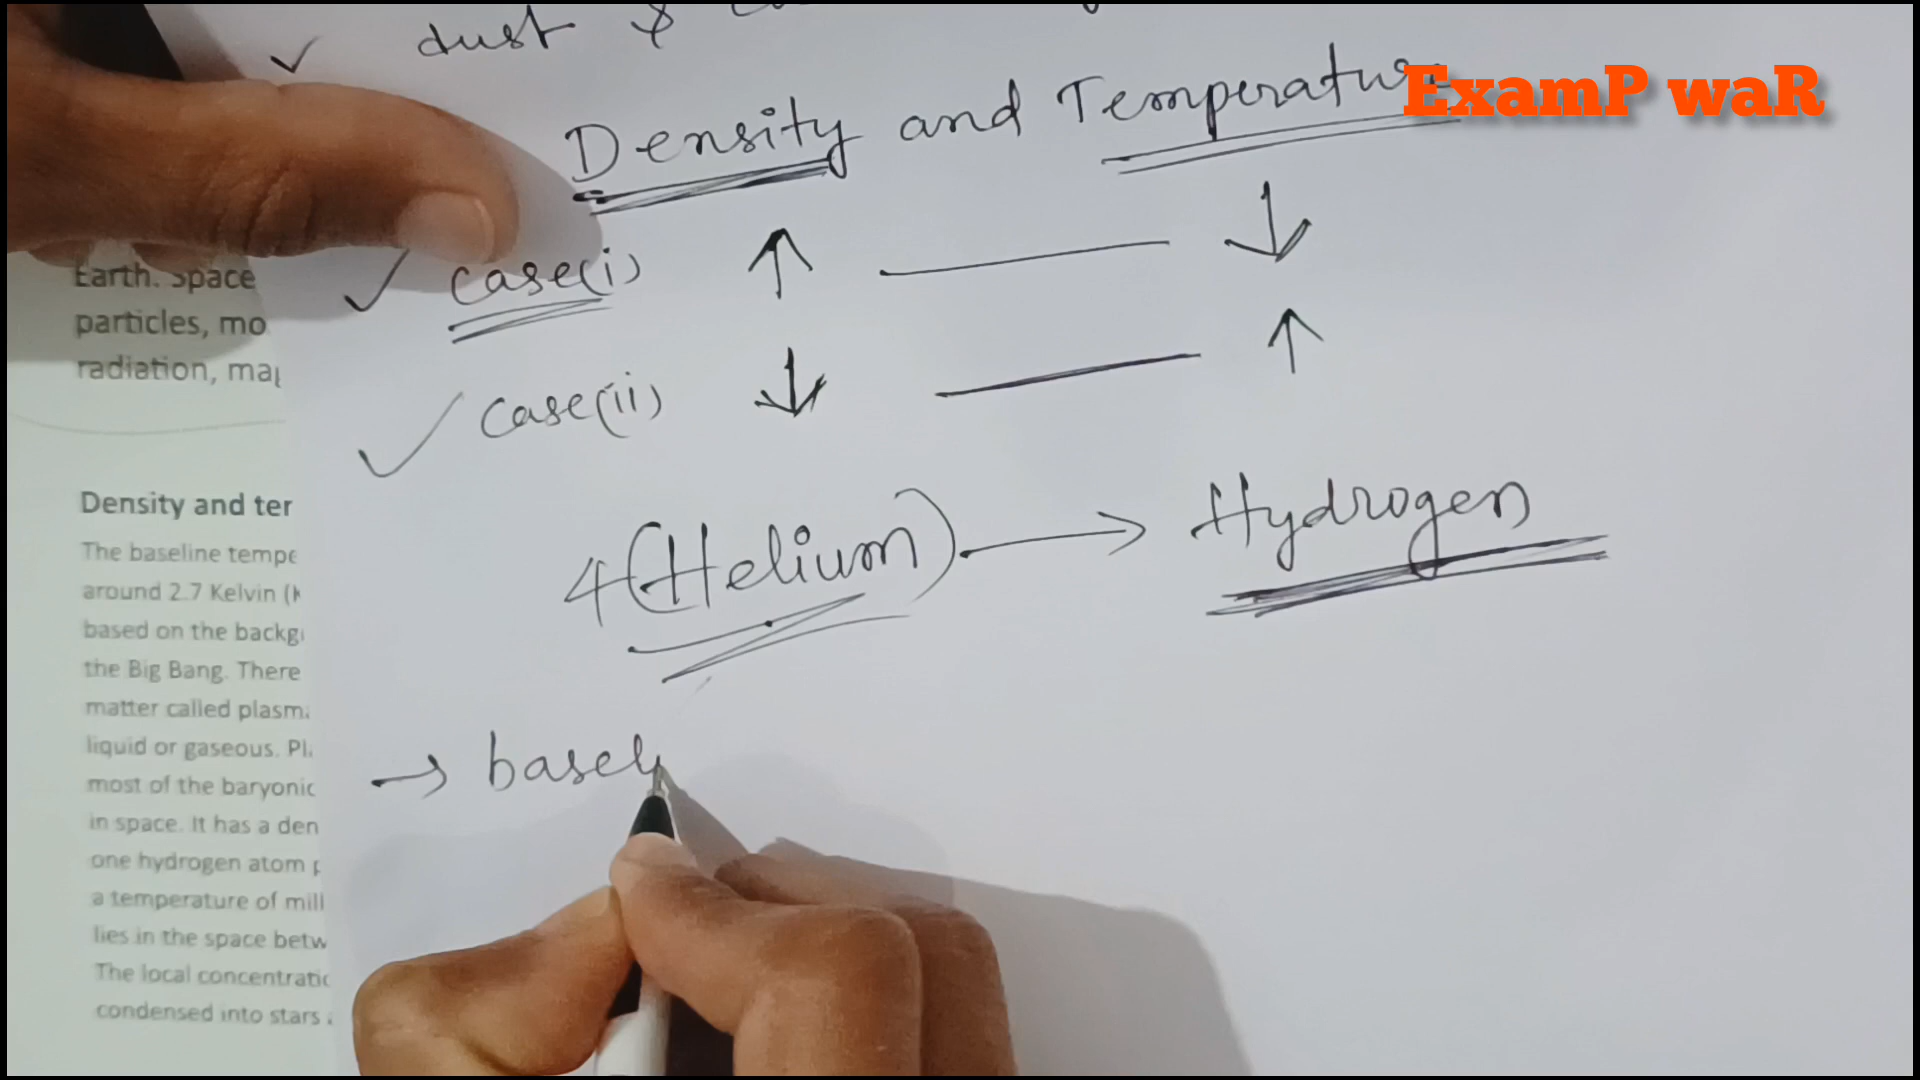 dust &
Density and Temperature
ExamP waR
case(i) ↑ — ↓
case(ii) ↓ — ↑
4(Helium) → Hydrogen
→ basel
Earth. Space
particles, mo
radiation, ma
Density and ter
The baseline tempe
around 2.7 Kelvin (
based on the backg
the Big Bang. There
matter called plasma
liquid or gaseous. Pl
most of the baryonic
in space. It has a den
one hydrogen atom p
a temperature of mill
lies in the space betw
The local concentratio
condensed into stars